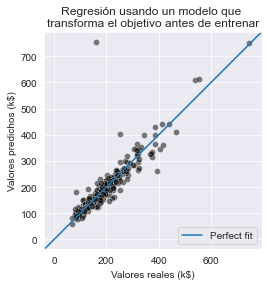 Regresión usando un modelo que
transforma el objetivo antes de entrenar
Valores predichos (k$)
700
600
500
400
300
200
100
0
0
200
400
600
Perfect fit
Valores reales (k$)